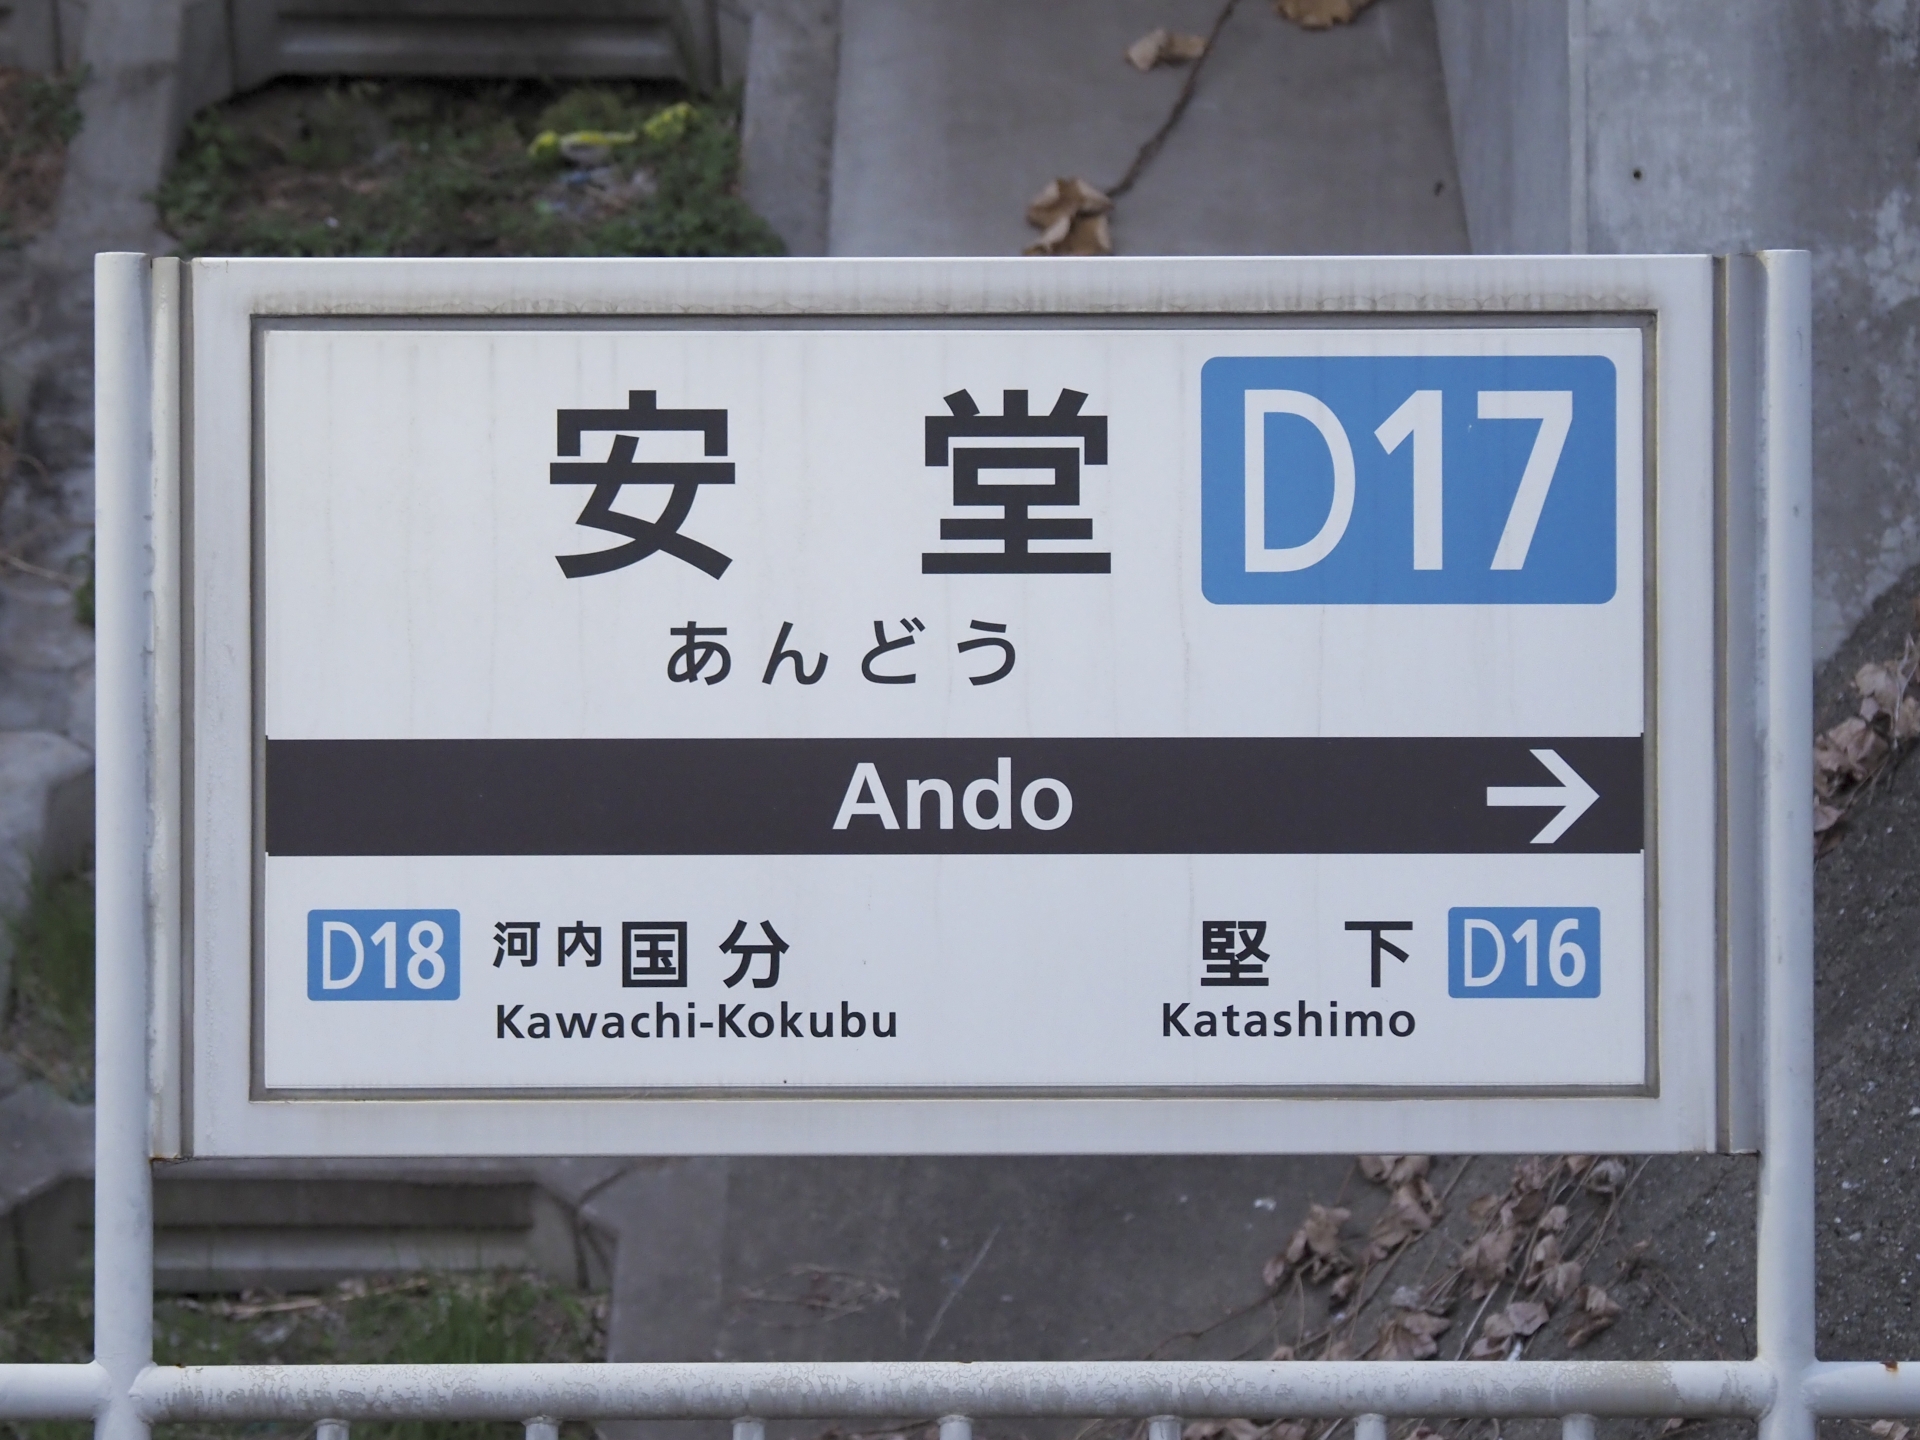 安堂 D17
あんどう
Ando →
D18 河内国分 堅下 D16
Kawachi-Kokubu Katashimo